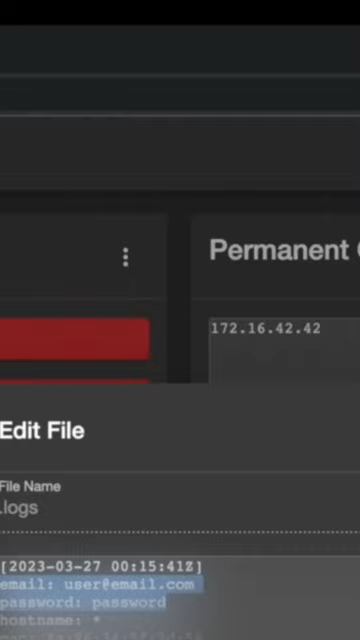 Permanent
172.16.42.42
Edit File
File Name
.logs
[2023-03-27 00:15:41Z]
email: user@email.com
password: password
hostname: *